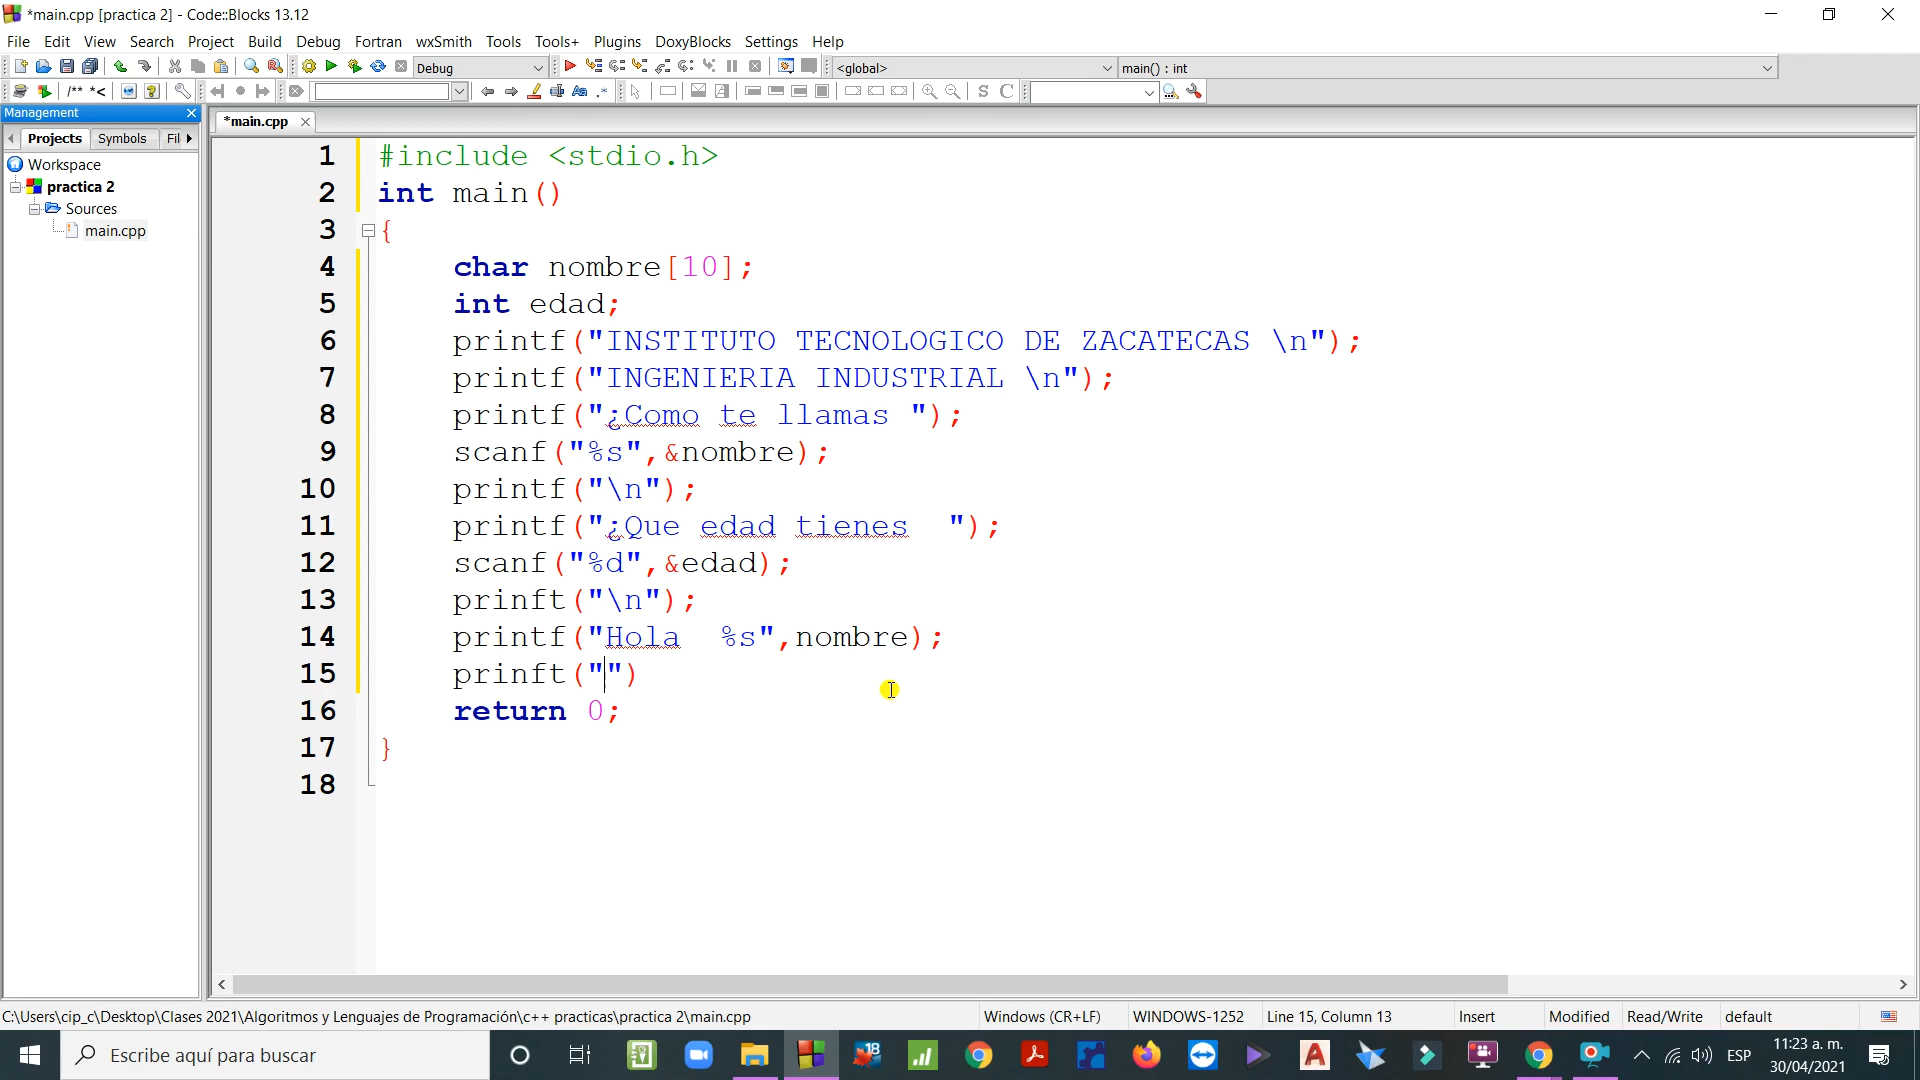 *main.cpp [practica 2] - Code::Blocks 13.12
File Edit View Search Project Build Debug Fortran wxSmith Tools Tools+ Plugins DoxyBlocks Settings Help
Debug <global> main() : int
/** *<
S C
Management
Projects Symbols Fil
*main.cpp
Workspace
practica 2
Sources
main.cpp
1 #include <stdio.h>
2 int main()
3 {
4 char nombre[10];
5 int edad;
6 printf("INSTITUTO TECNOLOGICO DE ZACATECAS \n");
7 printf("INGENIERIA INDUSTRIAL \n");
8 printf("¿Como te llamas ");
9 scanf("%s",&nombre);
10 printf("\n");
11 printf("¿Que edad tienes  ");
12 scanf("%d",&edad);
13 prinft("\n");
14 printf("Hola  %s",nombre);
15 prinft("")
16 return 0;
17 }
18
C:\Users\cip_c\Desktop\Clases 2021\Algoritmos y Lenguajes de Programación\c++ practicas\practica 2\main.cpp Windows (CR+LF) WINDOWS-1252 Line 15, Column 13 Insert Modified Read/Write default
Escribe aquí para buscar
18
ESP
11:23 a. m.
30/04/2021